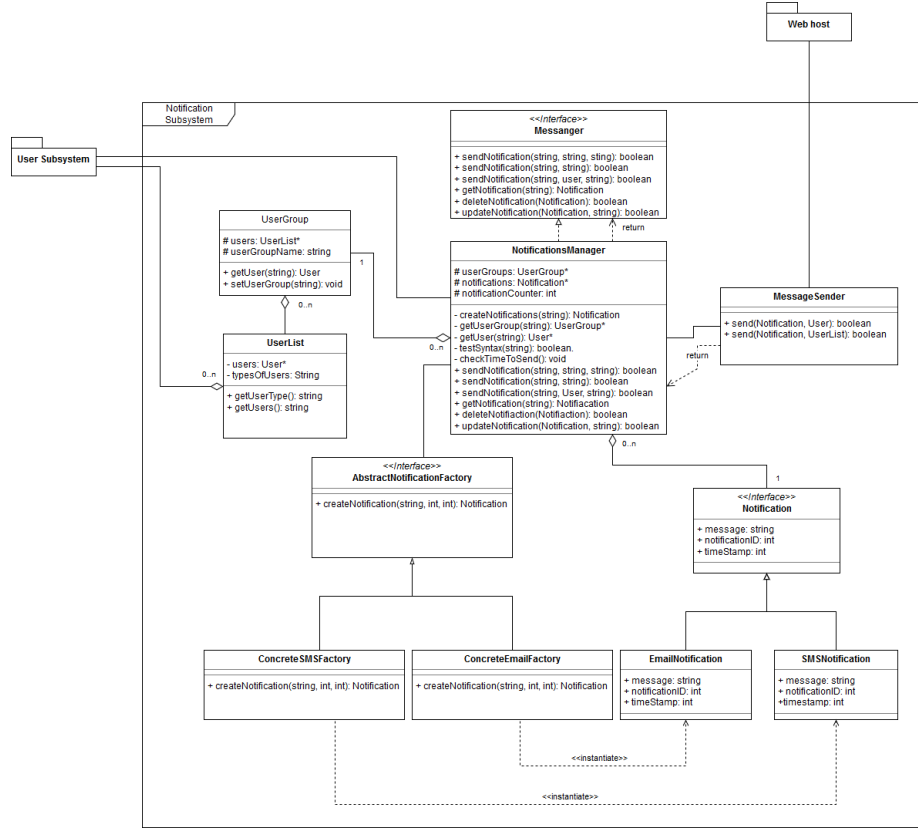 Web host
Notification
Subsystem
User Subsystem
<<Interface>>
Messanger
+ sendNotification(string, string, sting): boolean
+ sendNotification(string, string): boolean
+ sendNotification(string, user, string): boolean
+ getNotification(string): Notification
+ deleteNotification(Notification): boolean
+ updateNotification(Notification, string): boolean
return
UserGroup
# users: UserList*
# userGroupName: string
+ getUser(string): User
+ setUserGroup(string): void
1
0..n
NotificationsManager
# userGroups: UserGroup*
# notifications: Notification*
# notificationCounter: int
- createNotifications(string): Notification
- getUserGroup(string): UserGroup*
- getUser(string): User*
- testSyntax(string): boolean.
- checkTimeToSend(): void
+ sendNotification(string, string, string): boolean
+ sendNotification(string, string): boolean
+ sendNotification(string, User, string): boolean
+ getNotification(string): Notifiacation
+ deleteNotifiaction(Notifiaction): boolean
+ updateNotification(Notification, string): boolean
0..n
0..n
MessageSender
+ send(Notification, User): boolean
+ send(Notification, UserList): boolean
return
UserList
- users: User*
- typesOfUsers: String
+ getUserType(): string
+ getUsers(): string
0..n
<<Interface>>
AbstractNotificationFactory
+ createNotification(string, int, int): Notification
1
<<Interface>>
Notification
+ message: string
+ notificationID: int
+ timeStamp: int
ConcreteSMSFactory
+ createNotification(string, int, int): Notification
ConcreteEmailFactory
+ createNotification(string, int, int): Notification
EmailNotification
+ message: string
+ notificationID: int
+ timeStamp: int
SMSNotification
+ message: string
+ notificationID: int
+timestamp: int
<<instantiate>>
<<instantiate>>